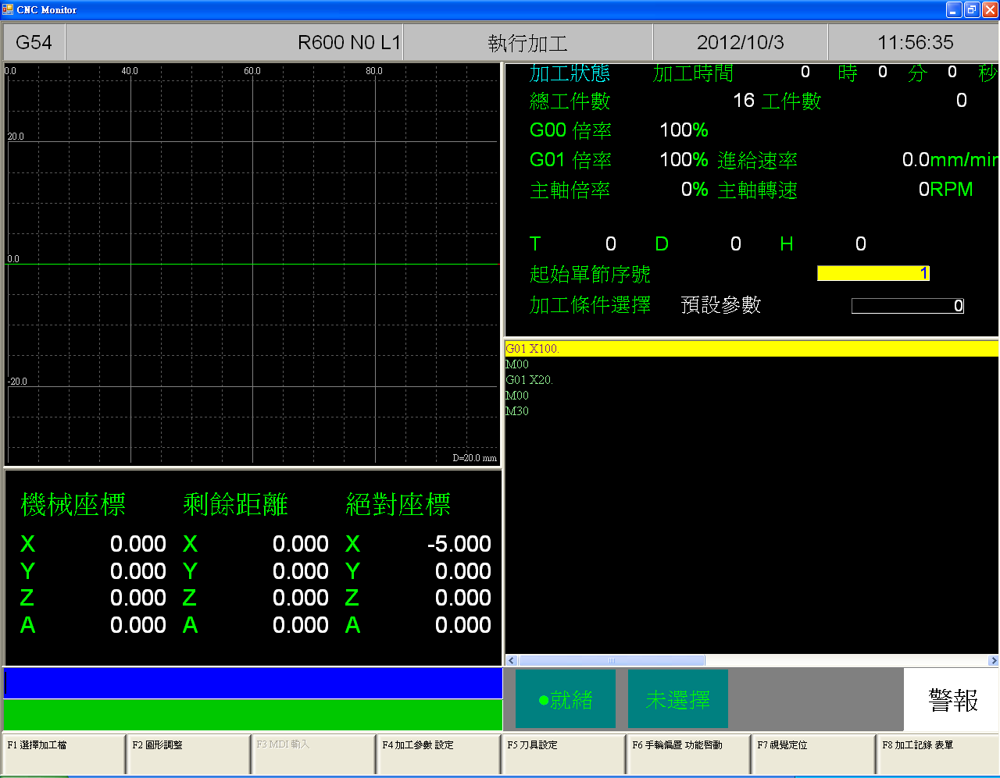 CNC Monitor
G54 R600 N0 L1 執行加工 2012/10/3 11:56:35
0.0 40.0 80.0
20.0
0.0
-20.0
D=20.0 mm
加工狀態 加工時間 0 時 0 分 0 秒
總工件數 16 工件數 0
G00 倍率 100%
G01 倍率 100% 進給速率 0.0mm/min
主軸倍率 0% 主軸轉速 0RPM
T 0 D 0 H 0
起始單節序號 1
加工條件選擇 預設參數 0
G01 X100.
M00
G01 X20.
M00
M30
機械座標 剩餘距離 絕對座標
X 0.000 X 0.000 X -5.000
Y 0.000 Y 0.000 Y 0.000
Z 0.000 Z 0.000 Z 0.000
A 0.000 A 0.000 A 0.000
●就緒 未選擇 警報
F1 選擇加工檔 F2 圖形調整 F3 MDI 輸入 F4 加工參數 設定 F5 刀具設定 F6 手輪偏置 功能啓動 F7 視覺定位 F8 加工記錄 表單